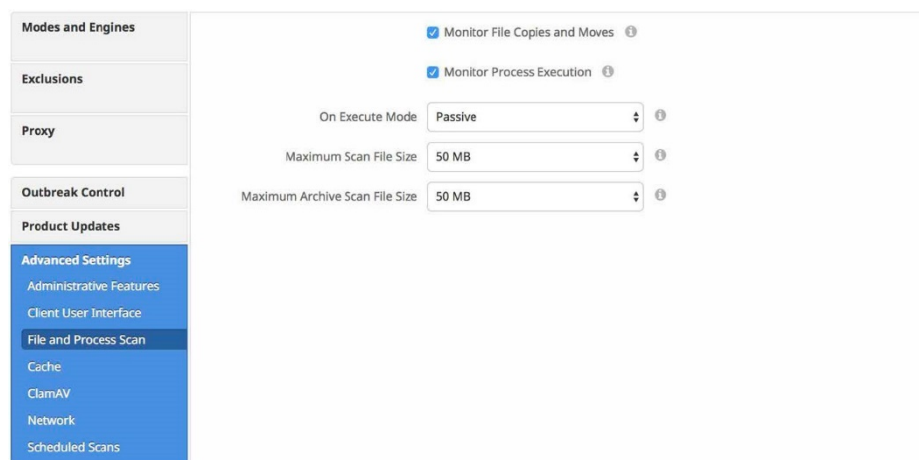 Modes and Engines
Exclusions
Proxy
Outbreak Control
Product Updates
Advanced Settings
Administrative Features
Client User Interface
File and Process Scan
Cache
ClamAV
Network
Scheduled Scans
Monitor File Copies and Moves
Monitor Process Execution
On Execute Mode Passive
Maximum Scan File Size 50 MB
Maximum Archive Scan File Size 50 MB